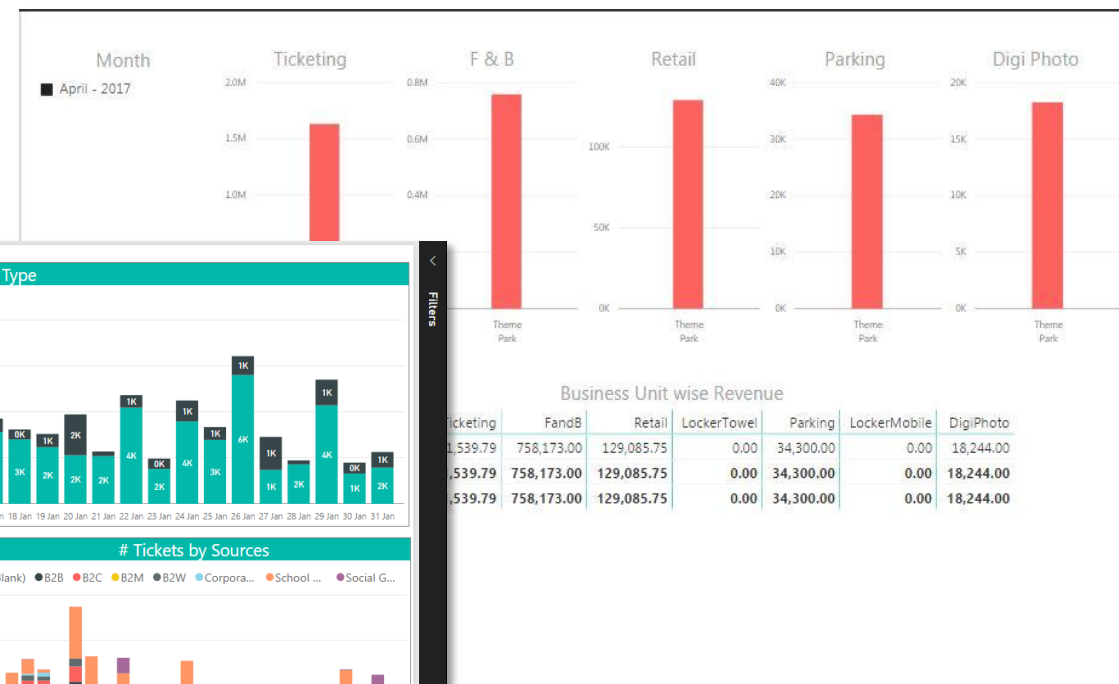 Month Ticketing F & B Retail Parking Digi Photo
April - 2017
2.0M 0.8M 40K 20K
1.5M 0.6M 100K 30K 15K
1.0M 0.4M 20K 10K
50K
10K 5K
0K 0K 0K
Theme Theme Theme Theme
Park Park Park Park
Type
Filters
1K
1K 1K
1K 1K
0K 1K 2K 1K 6K 1K 4K 1K
4K 0K 4K 0K
3K 2K 2K 2K 2K 3K 1K 2K 1K 2K
18 Jan 19 Jan 20 Jan 21 Jan 22 Jan 23 Jan 24 Jan 25 Jan 26 Jan 27 Jan 28 Jan 29 Jan 30 Jan 31 Jan
# Tickets by Sources
B2B B2C B2M B2W Corpora... School ... Social G...
Business Unit wise Revenue
FandB Retail LockerTowel Parking LockerMobile DigiPhoto
,539.79 758,173.00 129,085.75 0.00 34,300.00 0.00 18,244.00
,539.79 758,173.00 129,085.75 0.00 34,300.00 0.00 18,244.00
,539.79 758,173.00 129,085.75 0.00 34,300.00 0.00 18,244.00